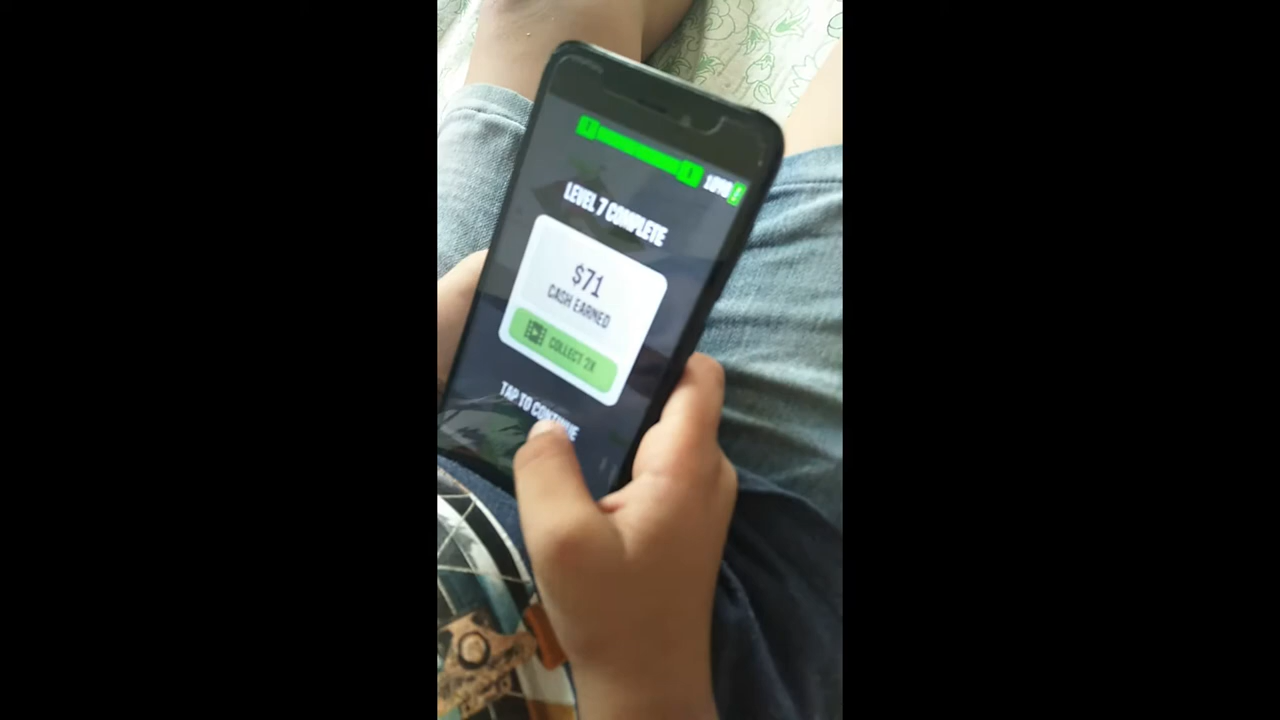 LEVEL 7 COMPLETE
$71
CASH EARNED
COLLECT 2X
TAP TO CONTINUE